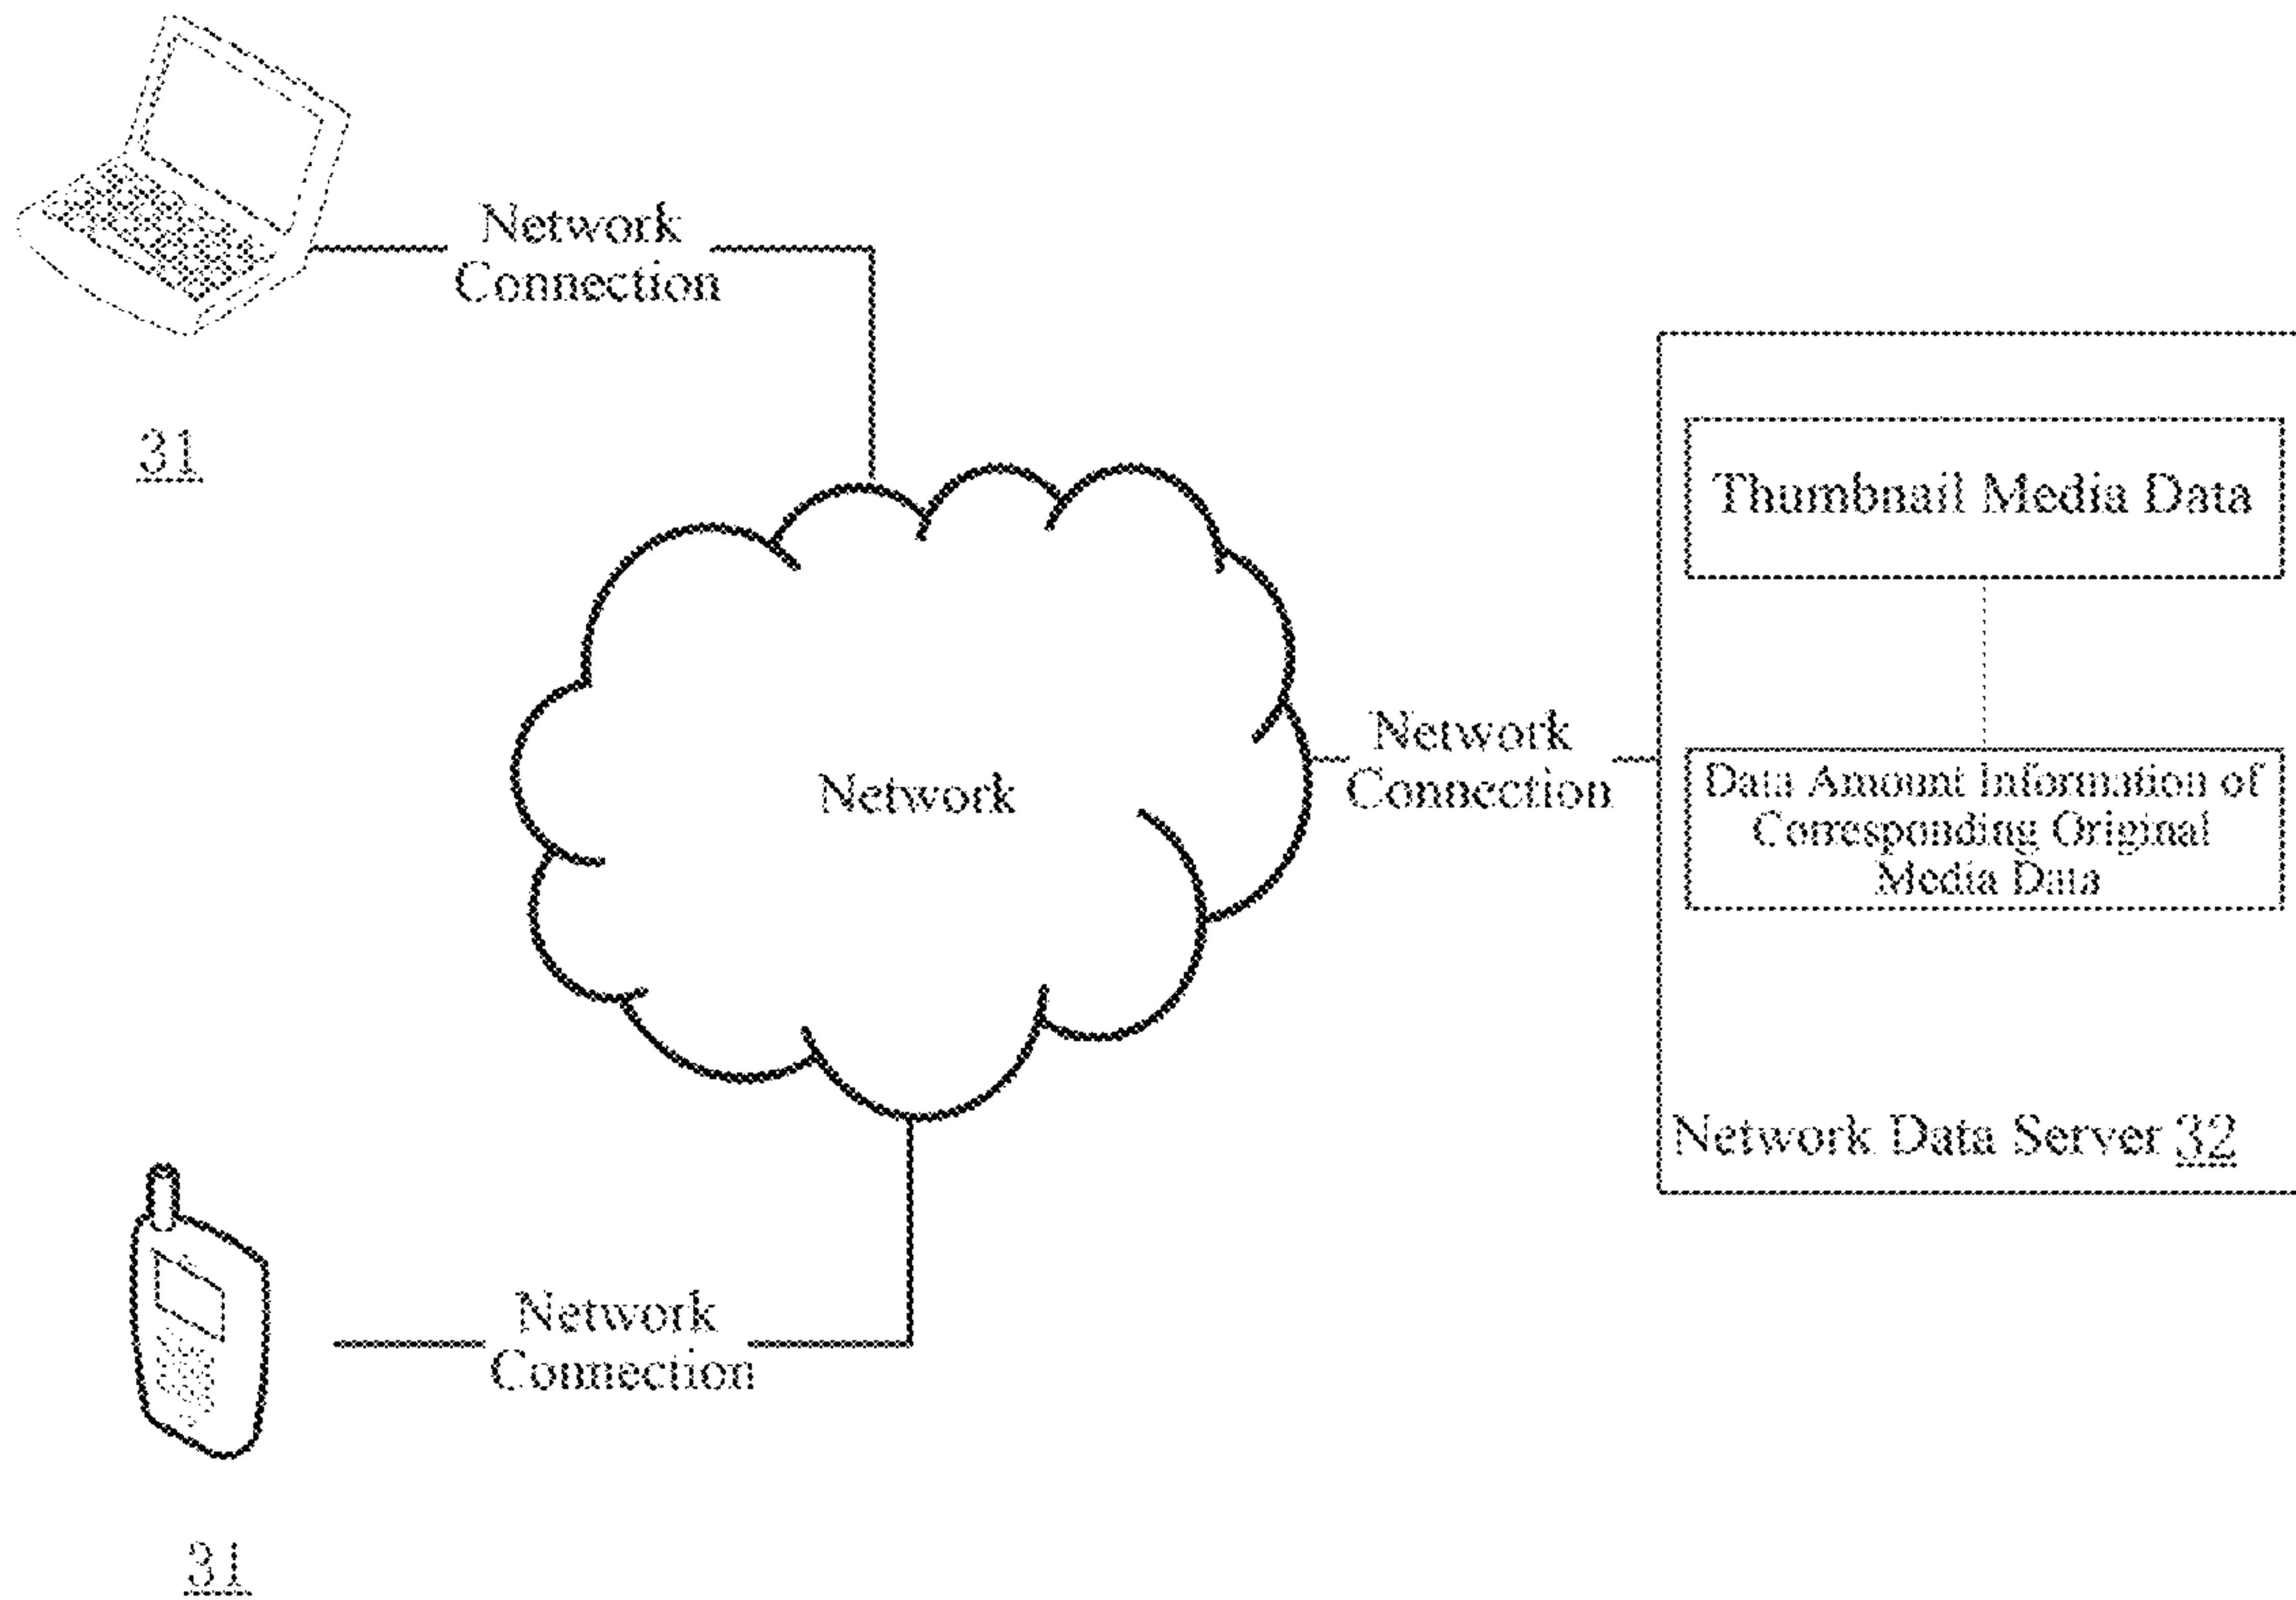 Network
Connection
31
Thumbnail Media Data
Network
Network
Connection
Data Amount Information of
Corresponding Original
Media Data
Network Data Server 32
Network
Connection
31